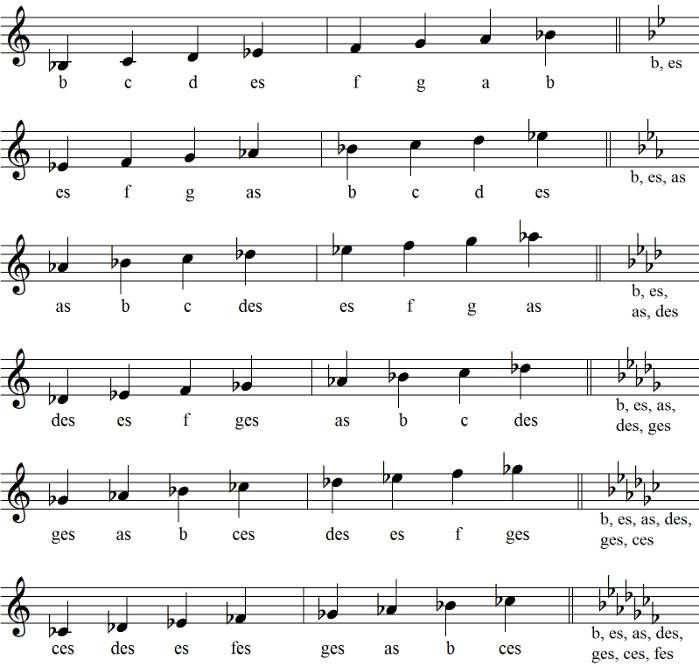 b c d es f g a b
b, es
es f g as b c d es
b, es, as
as b c des es f g as
b, es,
as, des
des es f ges as b c des
b, es, as,
des, ges
ges as b ces des es f ges
b, es, as, des,
ges, ces
ces des es fes ges as b ces
b, es, as, des,
ges, ces, fes